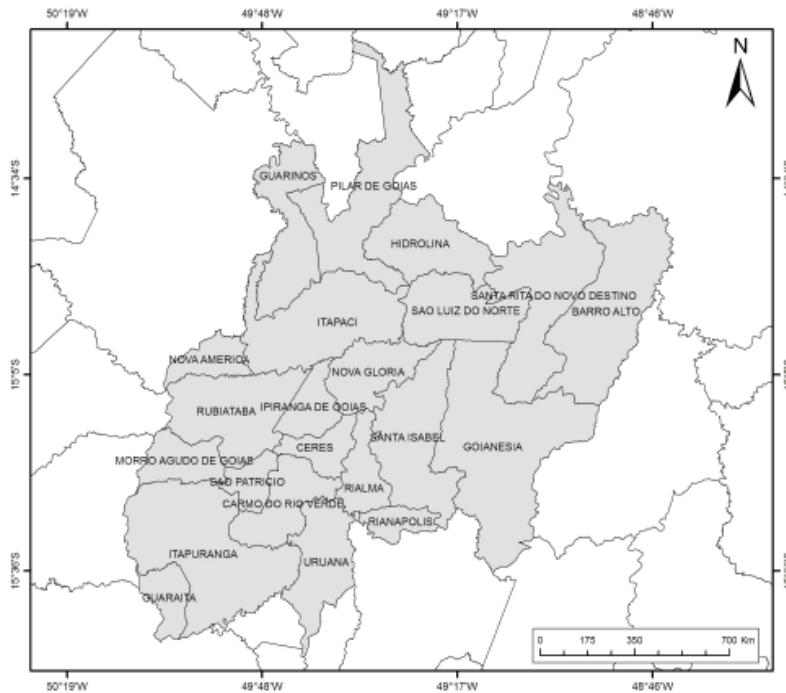 50°19'W 49°48'W 49°17'W 48°46'W
N
14°34'S
GUARINOS
PILAR DE GOIAS
HIDROLINA
SANTA RITA DO NOVO DESTINO
SAO LUIZ DO NORTE
BARRO ALTO
ITAPACI
NOVA AMERICA
NOVA GLORIA
15°5'S
RUBIATABA
IPIRANGA DE GOIAS
SANTA ISABEL
GOIANESIA
CERES
MORRO AGUDO DE GOIAS
SAO PATRICIO
RIALMA
CARMO DO RIO VERDE
RIANAPOLIS
ITAPURANGA
URUANA
15°36'S
GUARAITA
0 175 350 700 Km
50°19'W 49°48'W 49°17'W 48°46'W